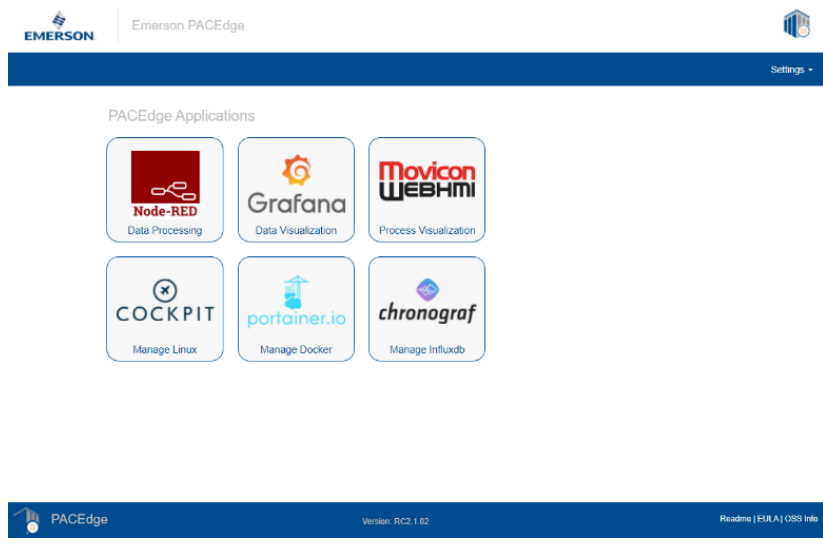 EMERSON.
Emerson PACEdge
Settings
PACEdge Applications
Node-RED
Data Processing
Grafana
Data Visualization
Movicon
WEBHMI
Process Visualization
COCKPIT
Manage Linux
portainer.io
Manage Docker
chronograf
Manage Influxdb
PACEdge
Version: RC2.1.02
Readme | EULA | OSS Info